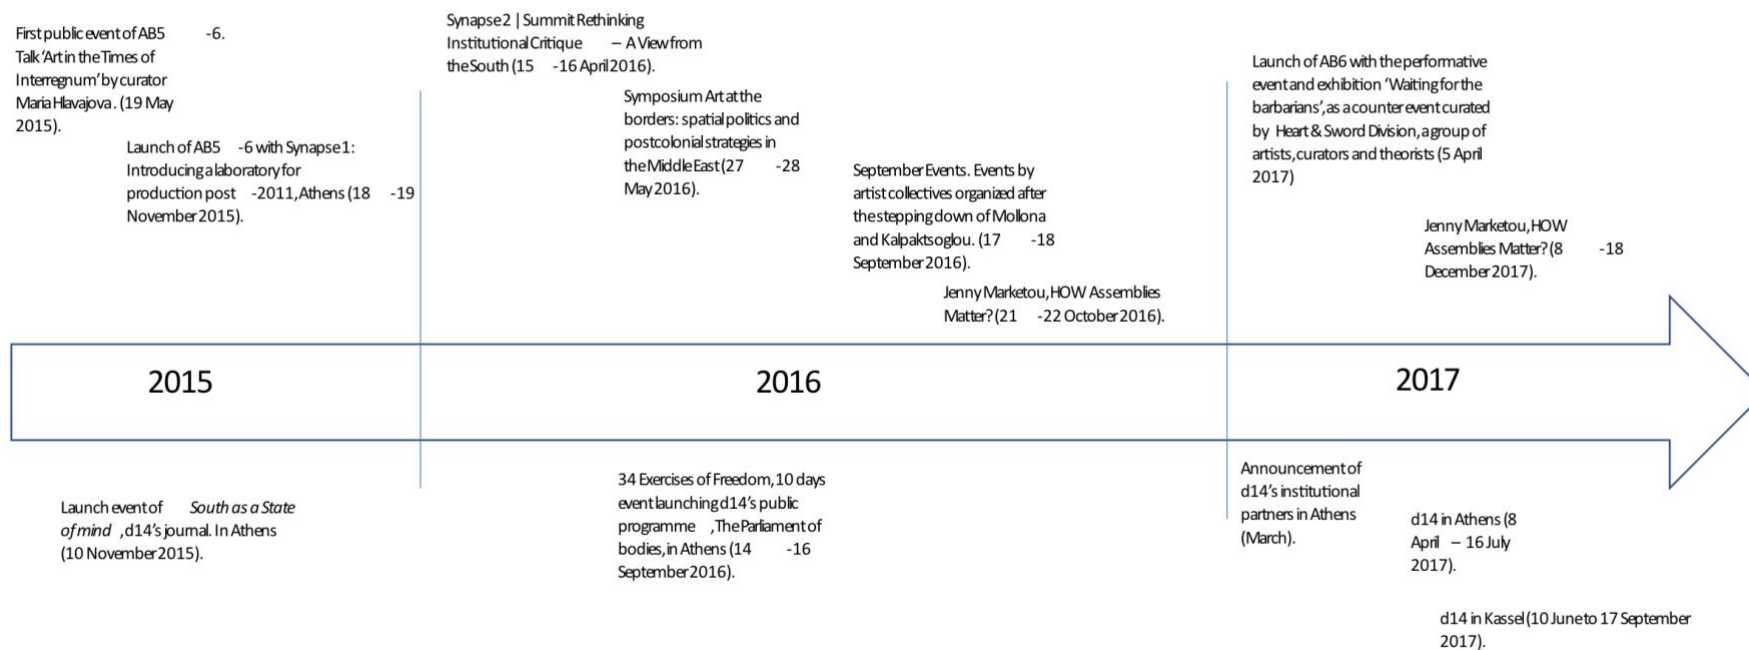 First public event of AB5-6.
Talk ‘Art in the Times of
Interregnum’ by curator
Maria Hlavajova. (19 May
2015).
Launch of AB5-6 with Synapse 1:
Introducing a laboratory for
production post-2011, Athens (18-19
November 2015).
Synapse 2 | Summit Rethinking
Institutional Critique – A View from
the South (15-16 April 2016).
Symposium Art at the
borders: spatial politics and
postcolonial strategies in
the Middle East (27-28
May 2016).
September Events. Events by
artist collectives organized after
the stepping down of Mollona
and Kalpaktsoglou. (17-18
September 2016).
Jenny Marketou, HOW Assemblies
Matter? (21-22 October 2016).
Launch of AB6 with the performative
event and exhibition ‘Waiting for the
barbarians’, as a counter event curated
by Heart & Sword Division, a group of
artists, curators and theorists (5 April
2017)
Jenny Marketou, HOW
Assemblies Matter? (8-18
December 2017).
2015
2016
2017
Launch event of South as a State
of mind, d14’s journal. In Athens
(10 November 2015).
34 Exercises of Freedom, 10 days
event launching d14’s public
programme, The Parliament of
bodies, in Athens (14-16
September 2016).
Announcement of
d14’s institutional
partners in Athens
(March).
d14 in Athens (8
April – 16 July
2017).
d14 in Kassel (10 June to 17 September
2017).